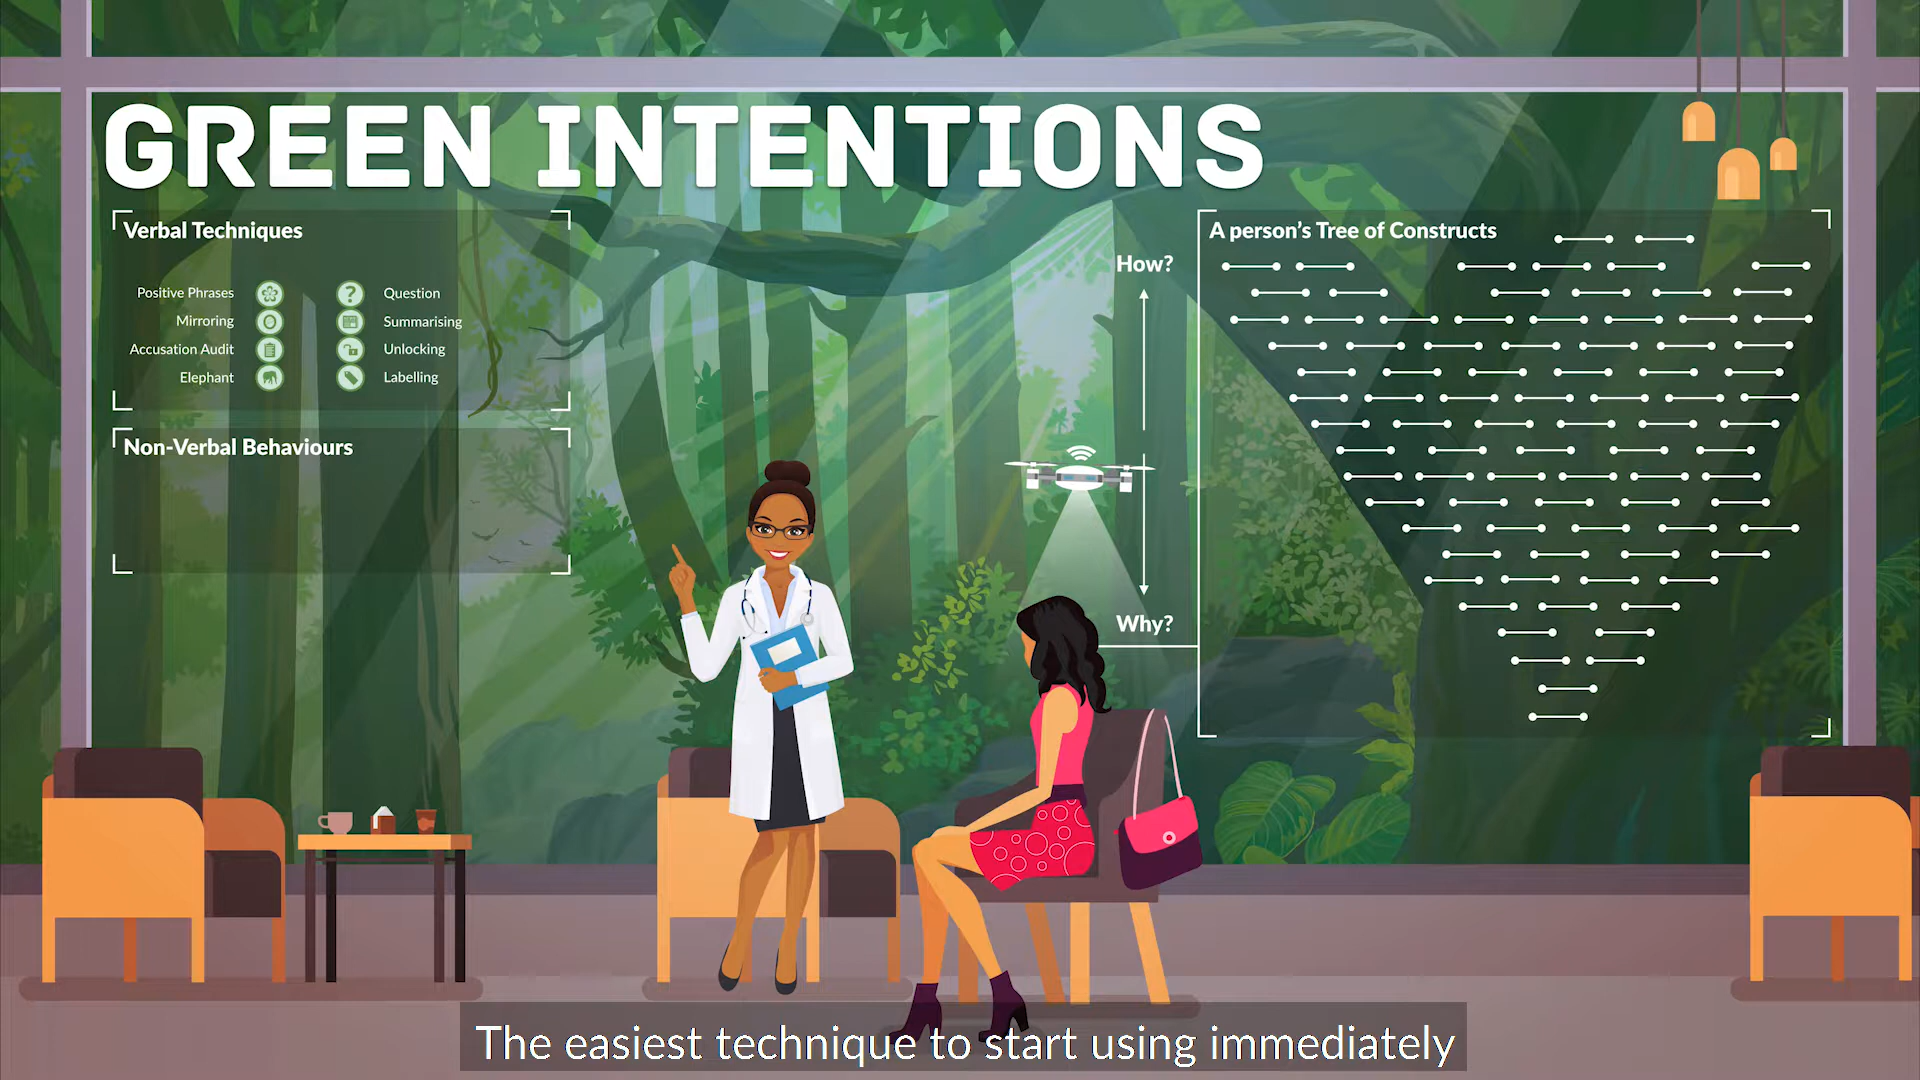 GREEN INTENTIONS
Verbal Techniques
Positive Phrases
Question
Mirroring
Summarising
Accusation Audit
Unlocking
Elephant
Labelling
Non-Verbal Behaviours
How?
Why?
A person's Tree of Constructs
The easiest technique to start using immediately